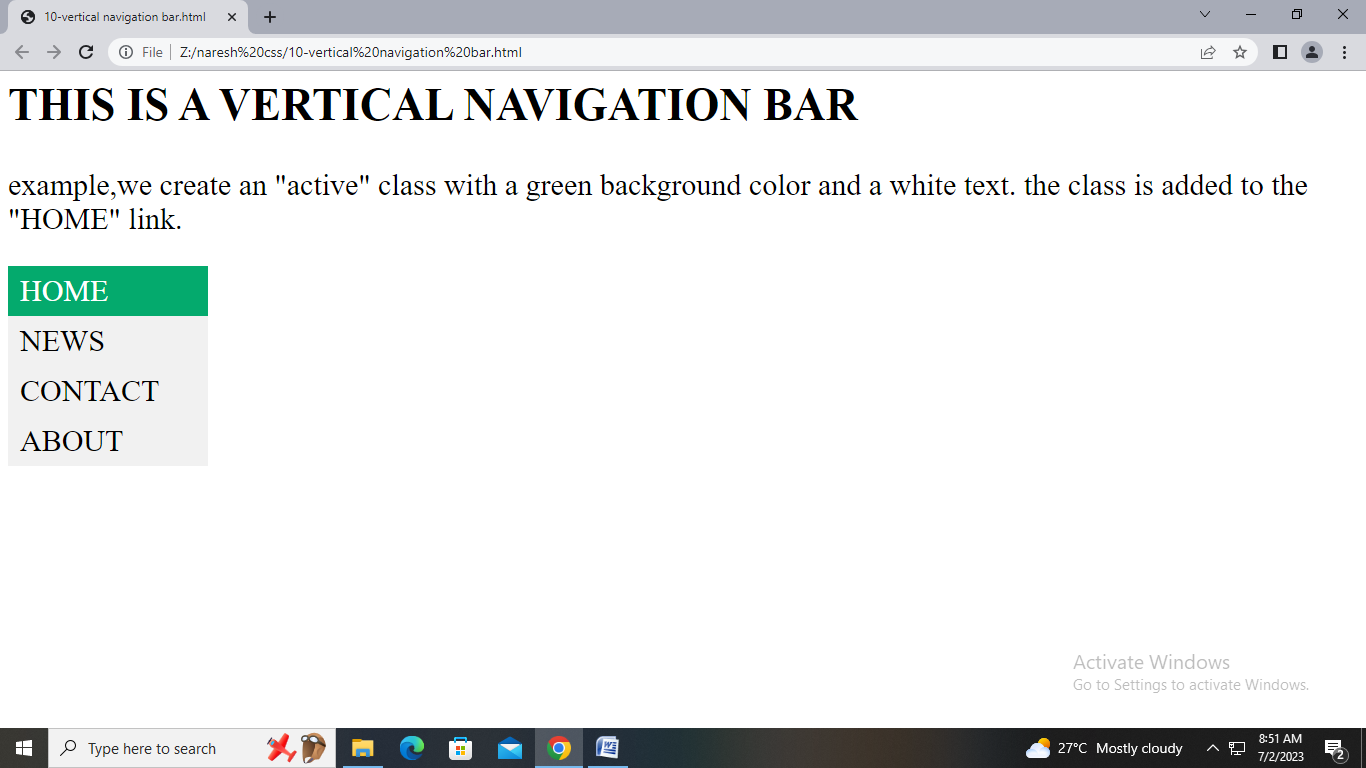 10-vertical navigation bar.html
File Z:/naresh%20css/10-vertical%20navigation%20bar.html
THIS IS A VERTICAL NAVIGATION BAR
example,we create an "active" class with a green background color and a white text. the class is added to the
"HOME" link.
HOME
NEWS
CONTACT
ABOUT
Activate Windows
Go to Settings to activate Windows.
Type here to search
27°C Mostly cloudy
8:51 AM
7/2/2023
2